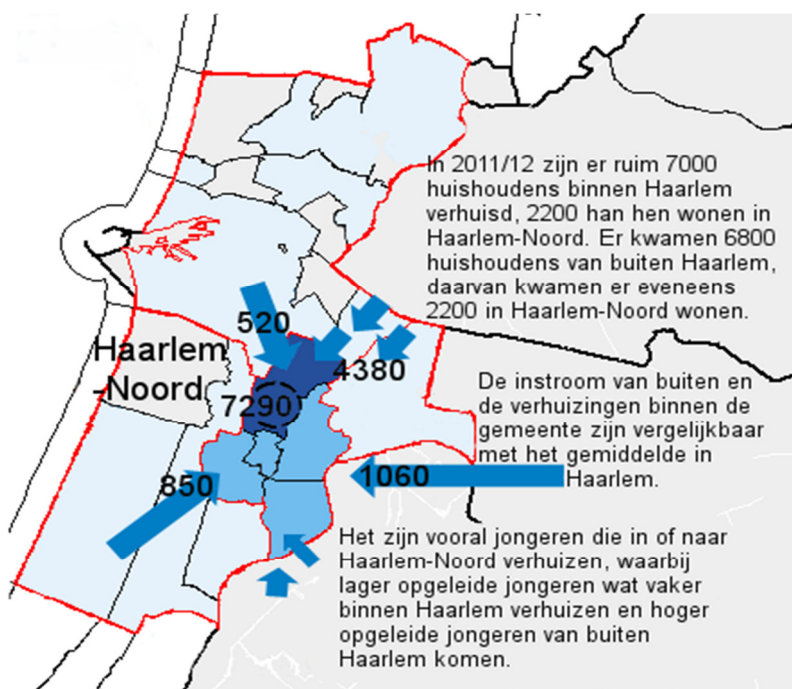 In 2011/12 zijn er ruim 7000
huishoudens binnen Haarlem
verhuisd, 2200 han hen wonen in
Haarlem-Noord. Er kwamen 6800
huishoudens van buiten Haarlem,
daarvan kwamen er eveneens
2200 in Haarlem-Noord wonen.
520
Haarlem
-Noord
4380
7290
De instroom van buiten en
de verhuizingen binnen de
gemeente zijn vergelijkbaar
met het gemiddelde in
Haarlem.
850
1060
Het zijn vooral jongeren die in of naar
Haarlem-Noord verhuizen, waarbij
lager opgeleide jongeren wat vaker
binnen Haarlem verhuizen en hoger
opgeleide jongeren van buiten
Haarlem komen.